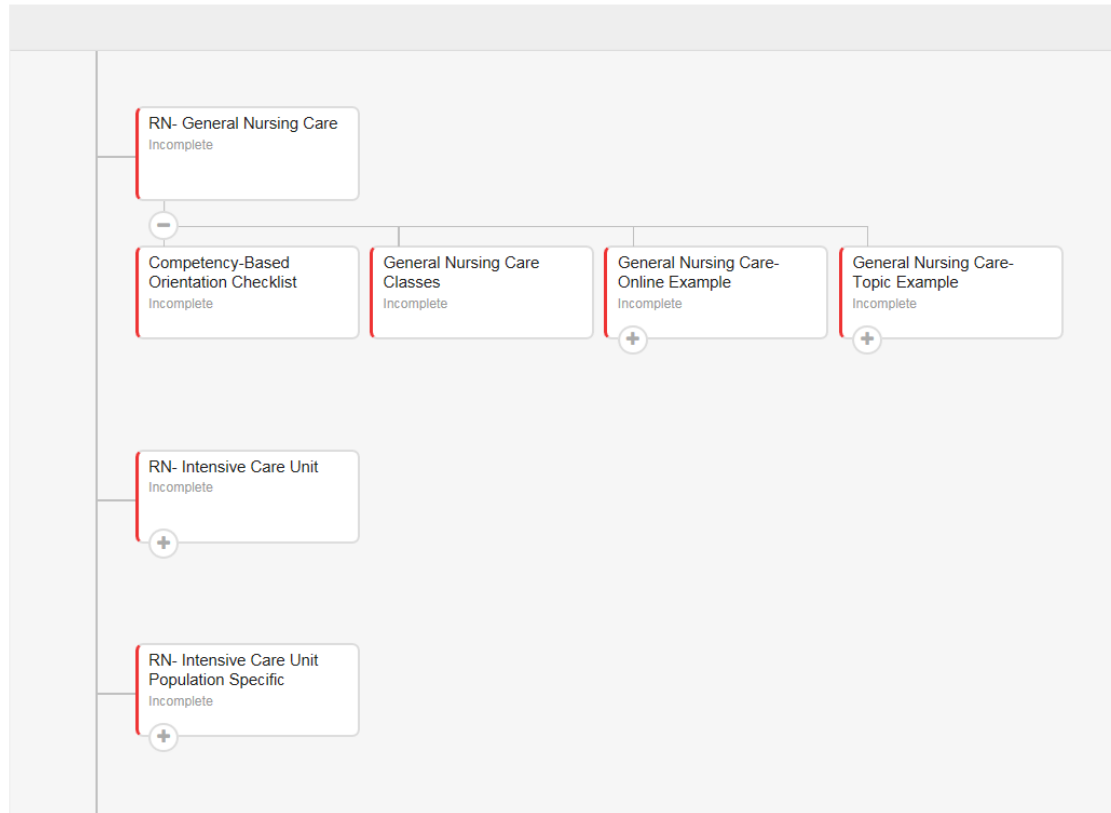 RN- General Nursing Care
Incomplete
Competency-Based
Orientation Checklist
Incomplete
General Nursing Care
Classes
Incomplete
General Nursing Care-
Online Example
Incomplete
General Nursing Care-
Topic Example
Incomplete
RN- Intensive Care Unit
Incomplete
RN- Intensive Care Unit
Population Specific
Incomplete